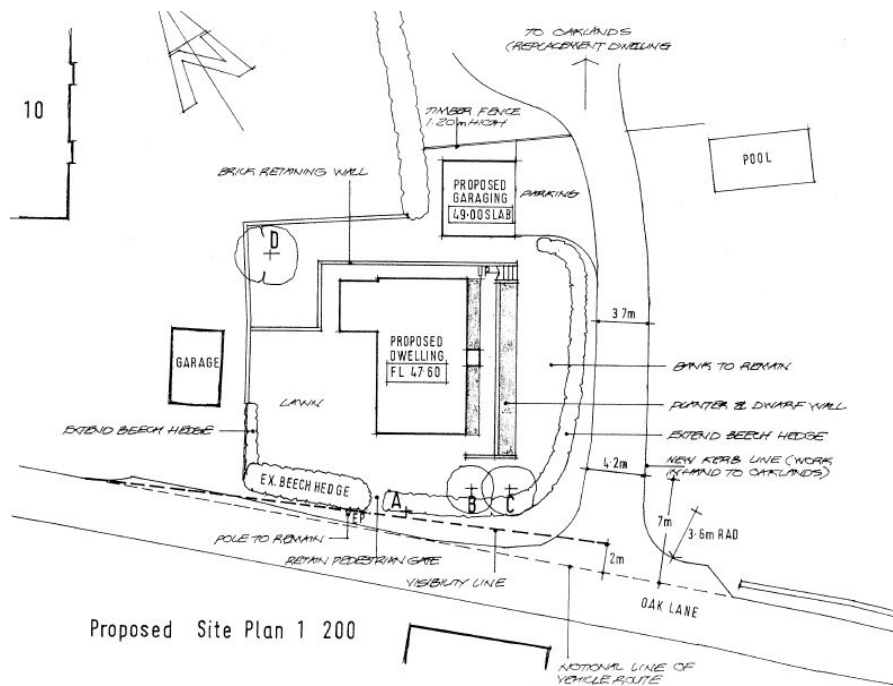 TO OAKLANDS
(REPLACEMENT DWELLING
N
10
TIMBER FENCE
1.20m HIGH
POOL
BRICK RETAINING WALL
PROPOSED
GARAGING
49.00 SLAB
PARKING
D
UP
3.7m
PROPOSED
DWELLING
FL 47 60
GARAGE
BANK TO REMAIN
LAWN
PLANTER & DWARF WALL
EXTEND BEECH HEDGE
EXTEND BEECH HEDGE
4.2m
NEW KERB LINE (WORK
IN HAND TO OAKLANDS)
EX. BEECH HEDGE
A
B
C
EP
7m
3.6m RAD
POLE TO REMAIN
RETAIN PEDESTRIAN GATE
2m
VISIBILITY LINE
OAK LANE
Proposed Site Plan 1 200
NOTIONAL LINE OF
VEHICLE ROUTE